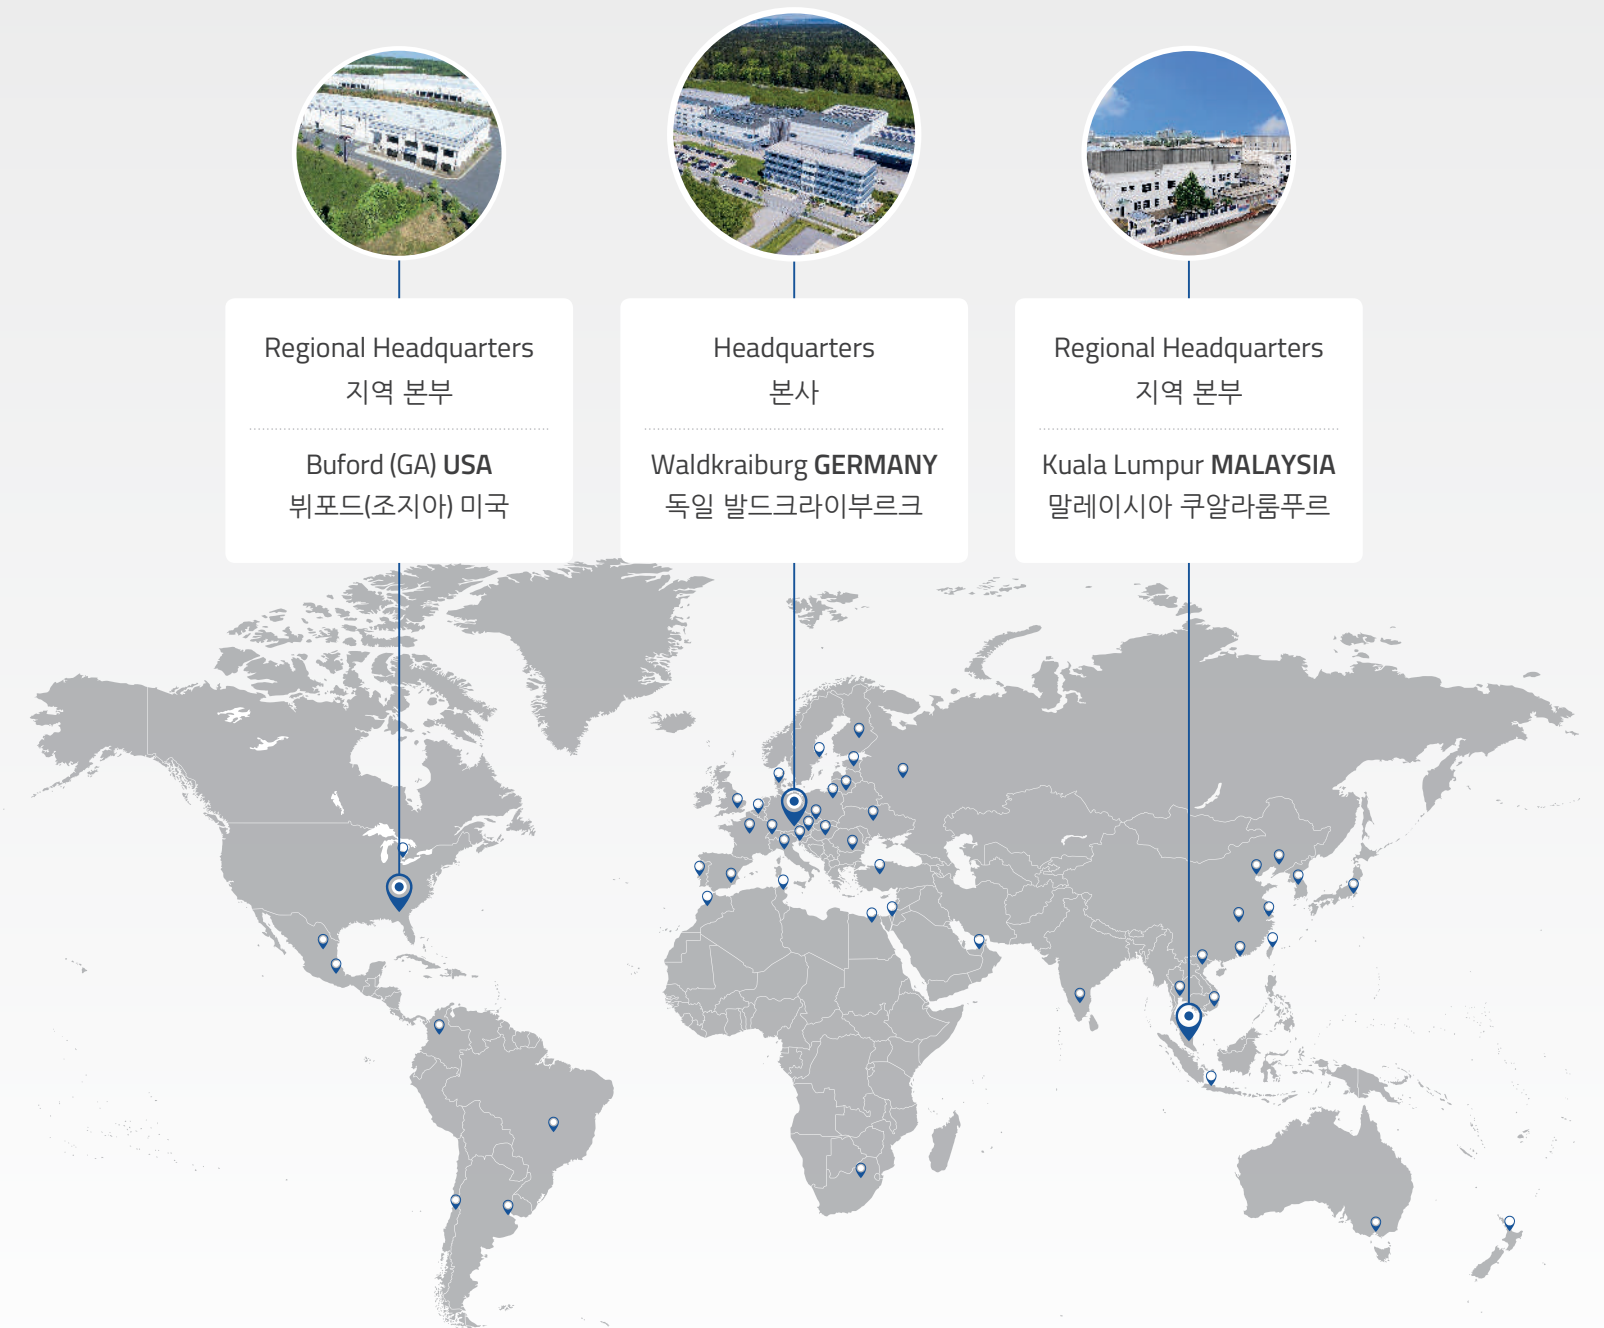 Regional Headquarters
지역 본부
Buford (GA) USA
뷔포드(조지아) 미국
Headquarters
본사
Waldkraiburg GERMANY
독일 발드크라이부르크
Regional Headquarters
지역 본부
Kuala Lumpur MALAYSIA
말레이시아 쿠알라룸푸르